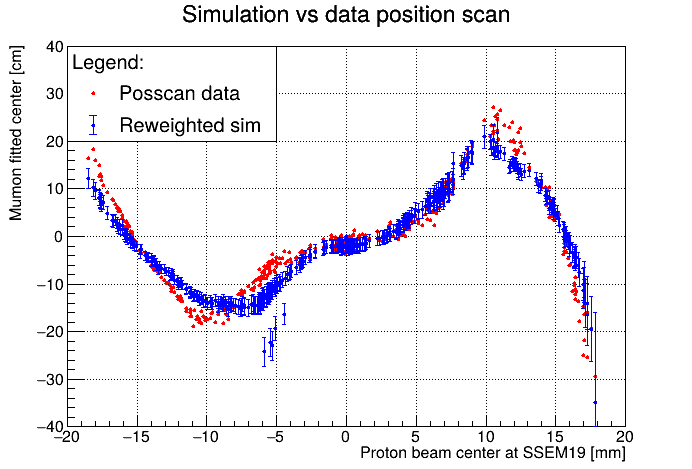 Simulation vs data position scan
Mumon fitted center [cm]
40
30
20
10
0
−10
−20
−30
−40
Legend:
Posscan data
Reweighted sim
−20 −15 −10 −5 0 5 10 15 20
Proton beam center at SSEM19 [mm]